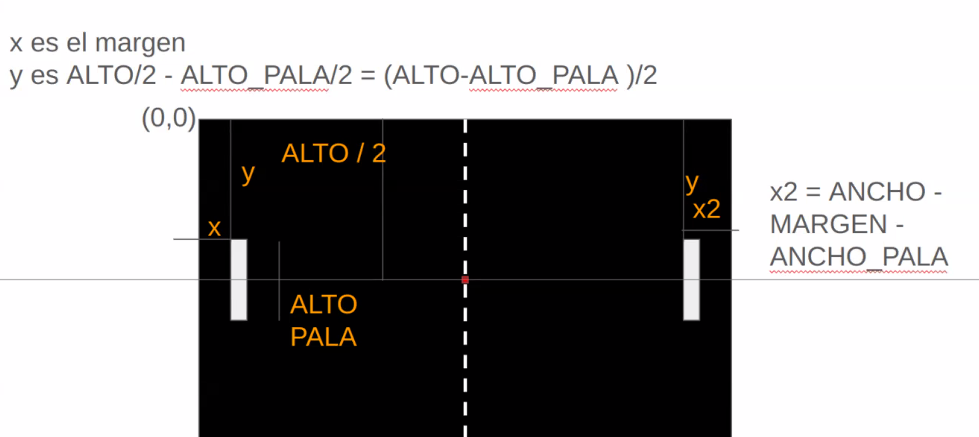 x es el margen
y es ALTO/2 - ALTO_PALA/2 = (ALTO-ALTO_PALA )/2
(0,0)
ALTO / 2
y
x
ALTO
PALA
y
x2
x2 = ANCHO -
MARGEN -
ANCHO_PALA